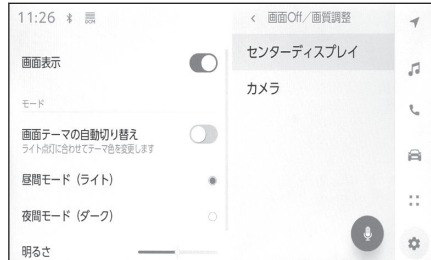 11:26
画面表示
モード
画面テーマの自動切り替え
ライト点灯に合わせてテーマ色を変更します
昼間モード（ライト）
夜間モード（ダーク）
明るさ
< 画面Off／画質調整
センターディスプレイ
カメラ